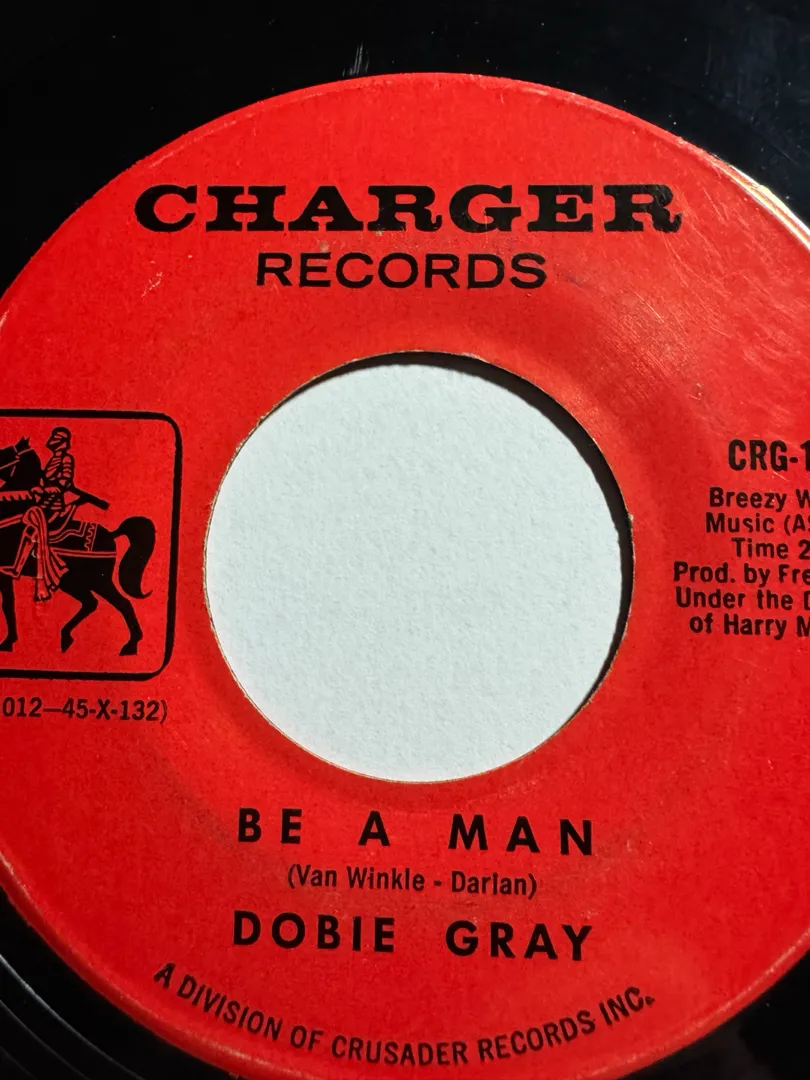 CHARGER
RECORDS
CRG-1
Breezy W
Music (AS
Time 2
Prod. by Fre
Under the D
of Harry M
012—45-X-132)
BE A MAN
(Van Winkle - Darian)
DOBIE GRAY
A DIVISION OF CRUSADER RECORDS INC.